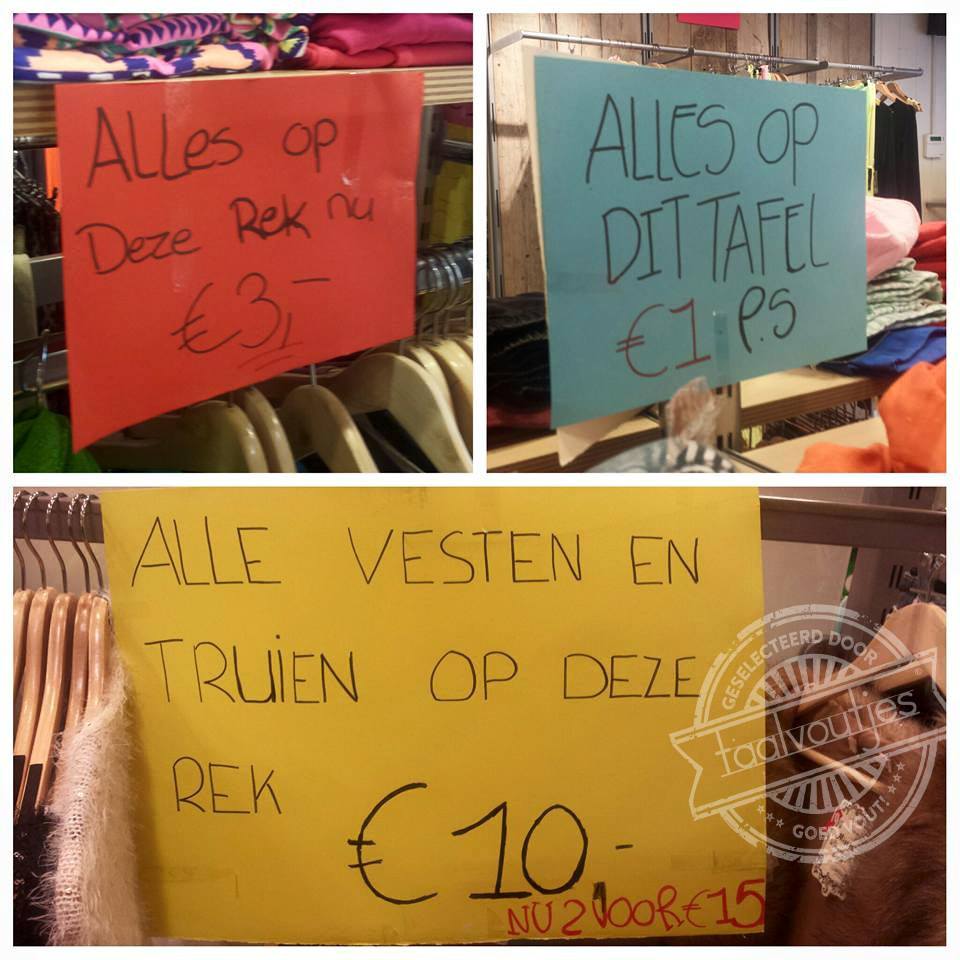 ALLes op
Deze Rek nu
€3,-
ALLES OP
DIT TAFEL
€1 P.S
ALLE VESTEN EN
TRUIEN OP DEZE
REK
€10,-
NU 2 VOOR €15
GESELECTEERD DOOR
taalvoutjes
GOED VOUT!